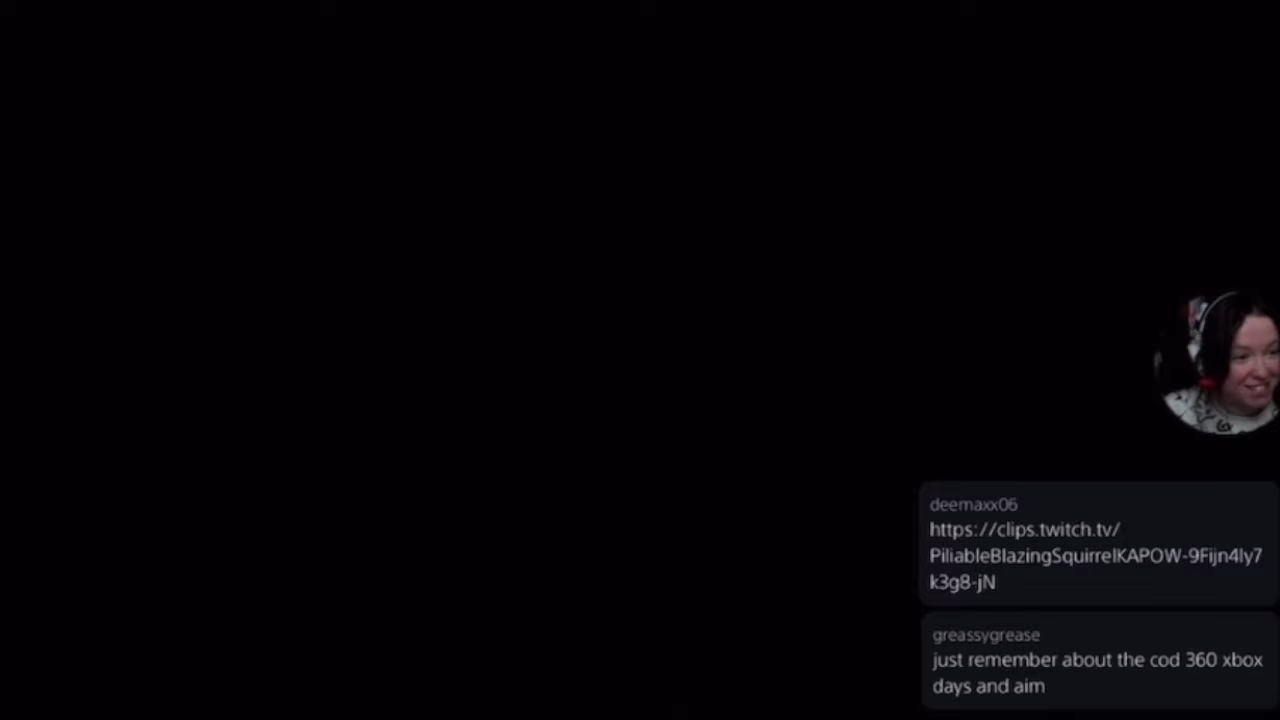 deemaxx06
https://clips.twitch.tv/
PiliableBlazingSquirrelKAPOW-9Fijn4ly7
k3g8-jN
greassygrease
just remember about the cod 360 xbox
days and aim